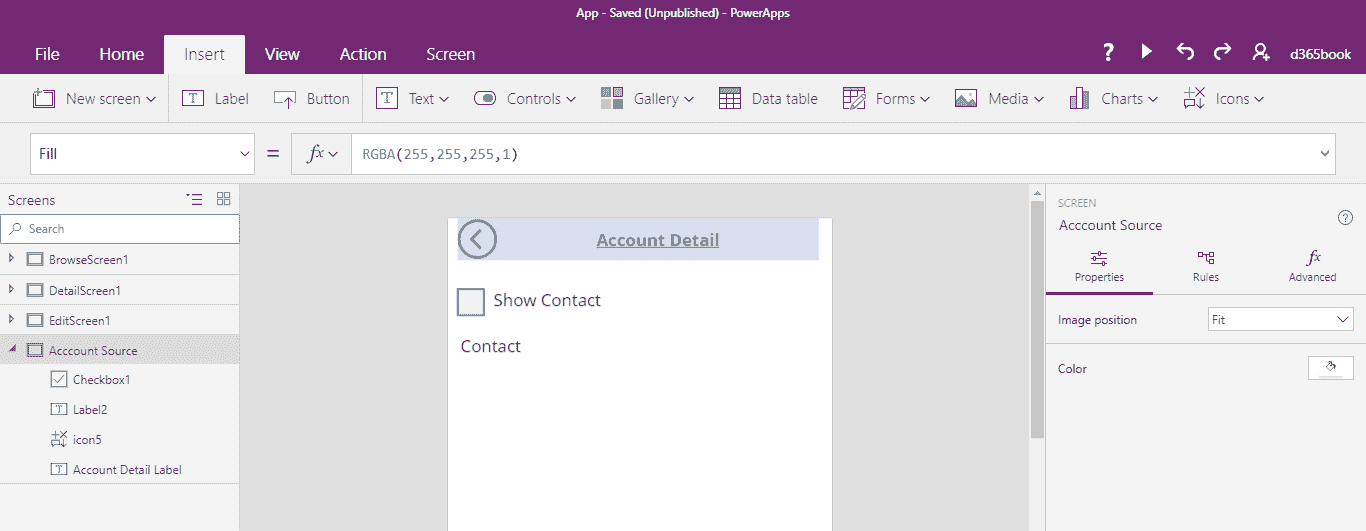 App - Saved (Unpublished) - PowerApps
File Home Insert View Action Screen ? d365book
New screen Label Button Text Controls Gallery Data table Forms Media Charts Icons
Fill = fx RGBA(255,255,255,1)
Screens
Search
BrowseScreen1
DetailScreen1
EditScreen1
Acccount Source
Checkbox1
Label2
icon5
Account Detail Label
Account Detail
Show Contact
Contact
SCREEN
Acccount Source
?
fx
Properties Rules Advanced
Image position Fit
Color